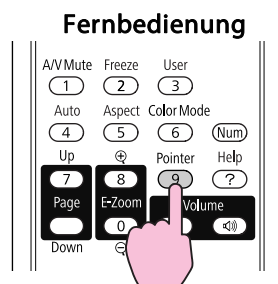 Fernbedienung
A/V Mute Freeze User
1 2 3
Auto Aspect Color Mode
4 5 6 Num
Up Pointer Help
7 8 9 ?
Page E-Zoom Volume
0
Down